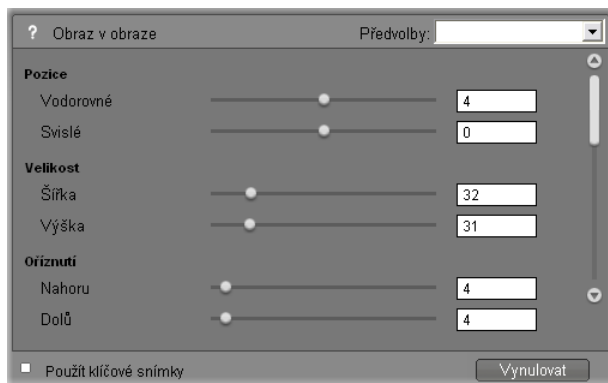 ? Obraz v obraze Předvolby:
Pozice
Vodorovné 4
Svislé 0
Velikost
Šířka 32
Výška 31
Oříznutí
Nahoru 4
Dolů 4
Použít klíčové snímky Vynulovat